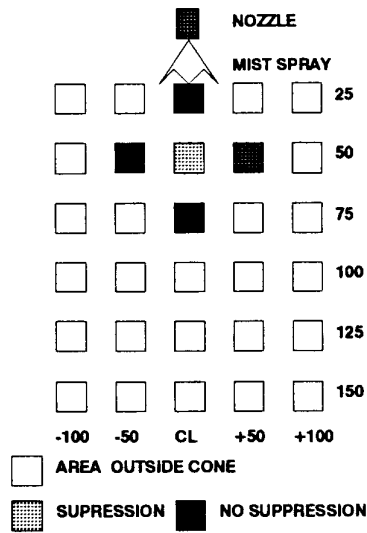 NOZZLE
MIST SPRAY
25
50
75
100
125
150
-100 -50 CL +50 +100
AREA OUTSIDE CONE
SUPRESSION NO SUPPRESSION